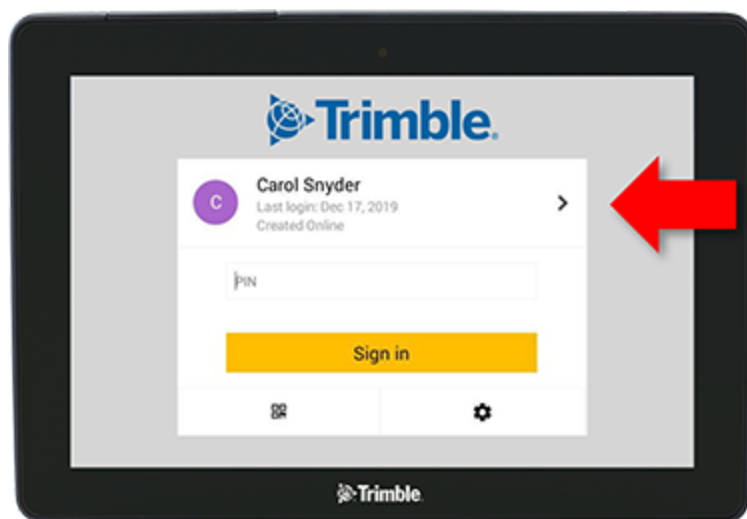 Trimble.
C
Carol Snyder
Last login: Dec 17, 2019
Created Online
PIN
Sign in
Trimble.